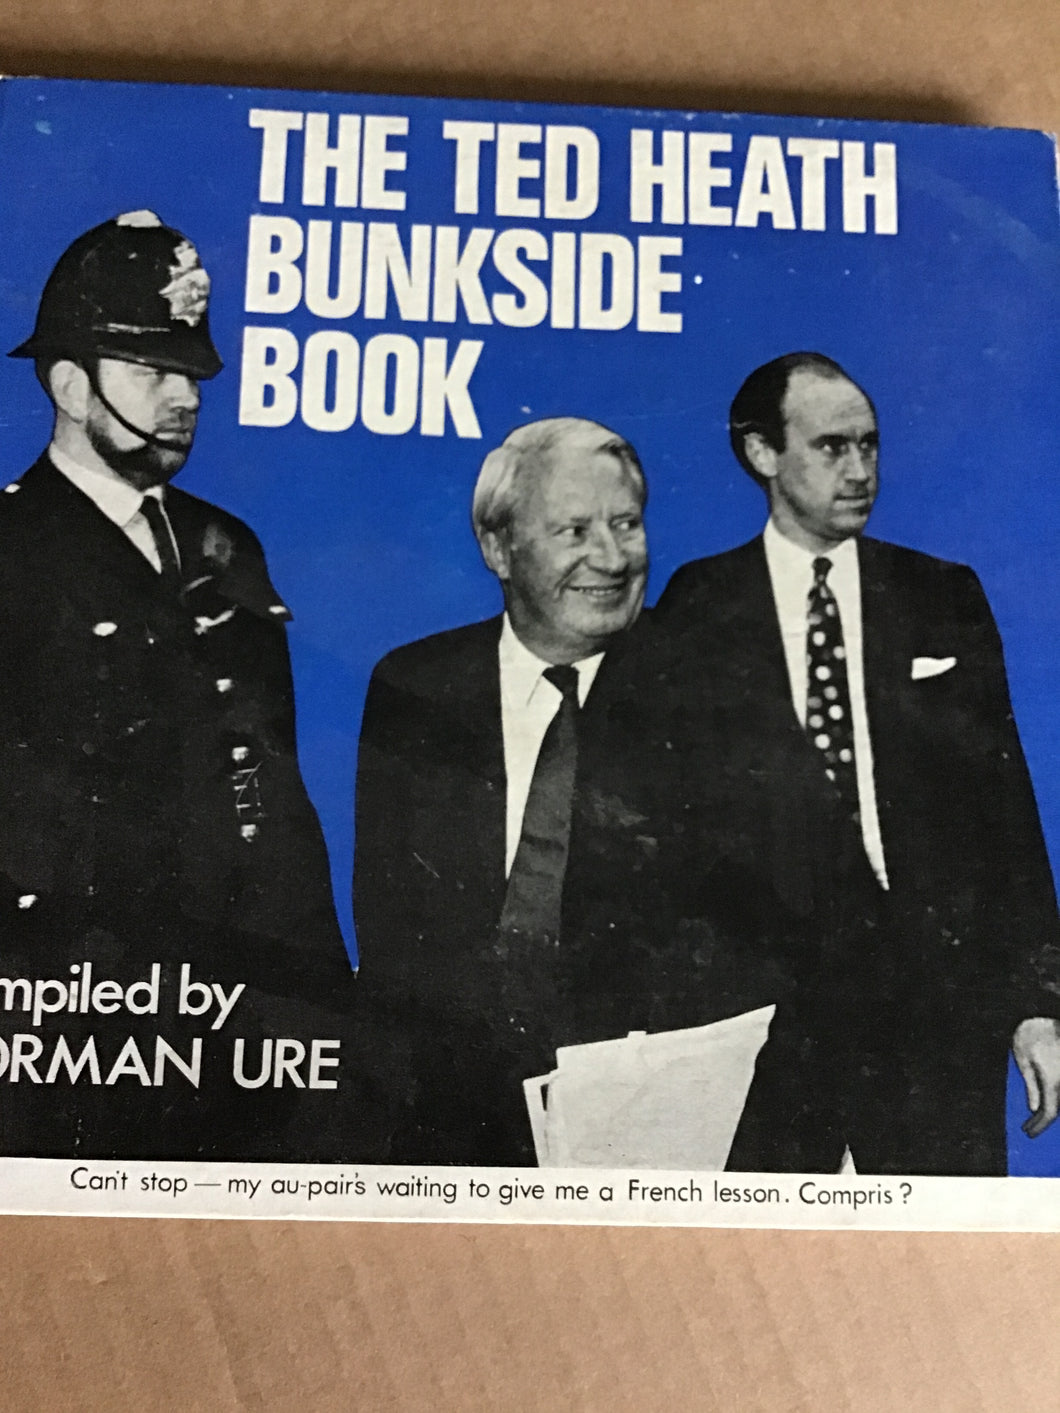 THE TED HEATH
BUNKSIDE
BOOK
mpiled by
ORMAN URE
Can't stop — my au-pair's waiting to give me a French lesson. Compris?